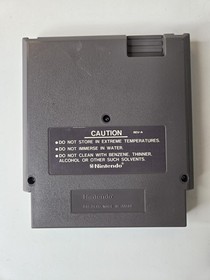 CAUTION
REV-A
●DO NOT STORE IN EXTREME TEMPERATURES.
●DO NOT IMMERSE IN WATER.
●DO NOT CLEAN WITH BENZENE, THINNER,
ALCOHOL OR OTHER SUCH SOLVENTS.
Nintendo
Nintendo